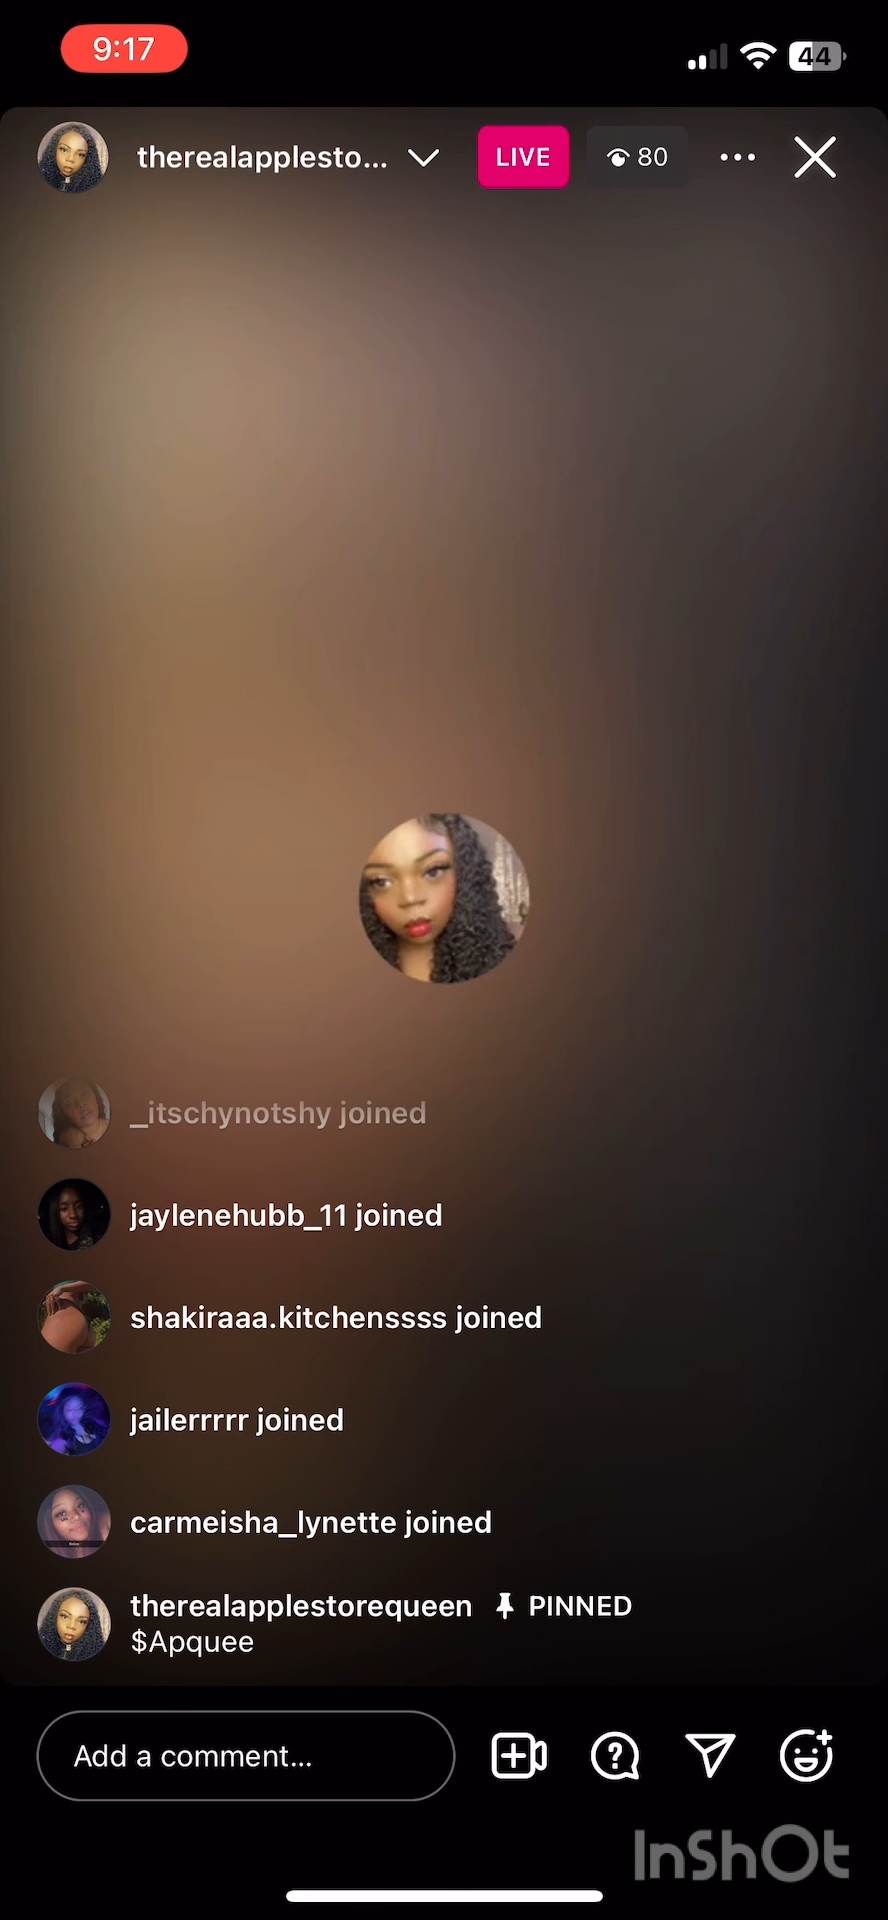 9:17
44
therealapplesto...
LIVE
80
_itschynotshy joined
jaylenehubb_11 joined
shakiraaa.kitchenssss joined
jailerrrrr joined
carmeisha_lynette joined
therealapplestorequeen PINNED
$Apquee
Add a comment...
InShOt